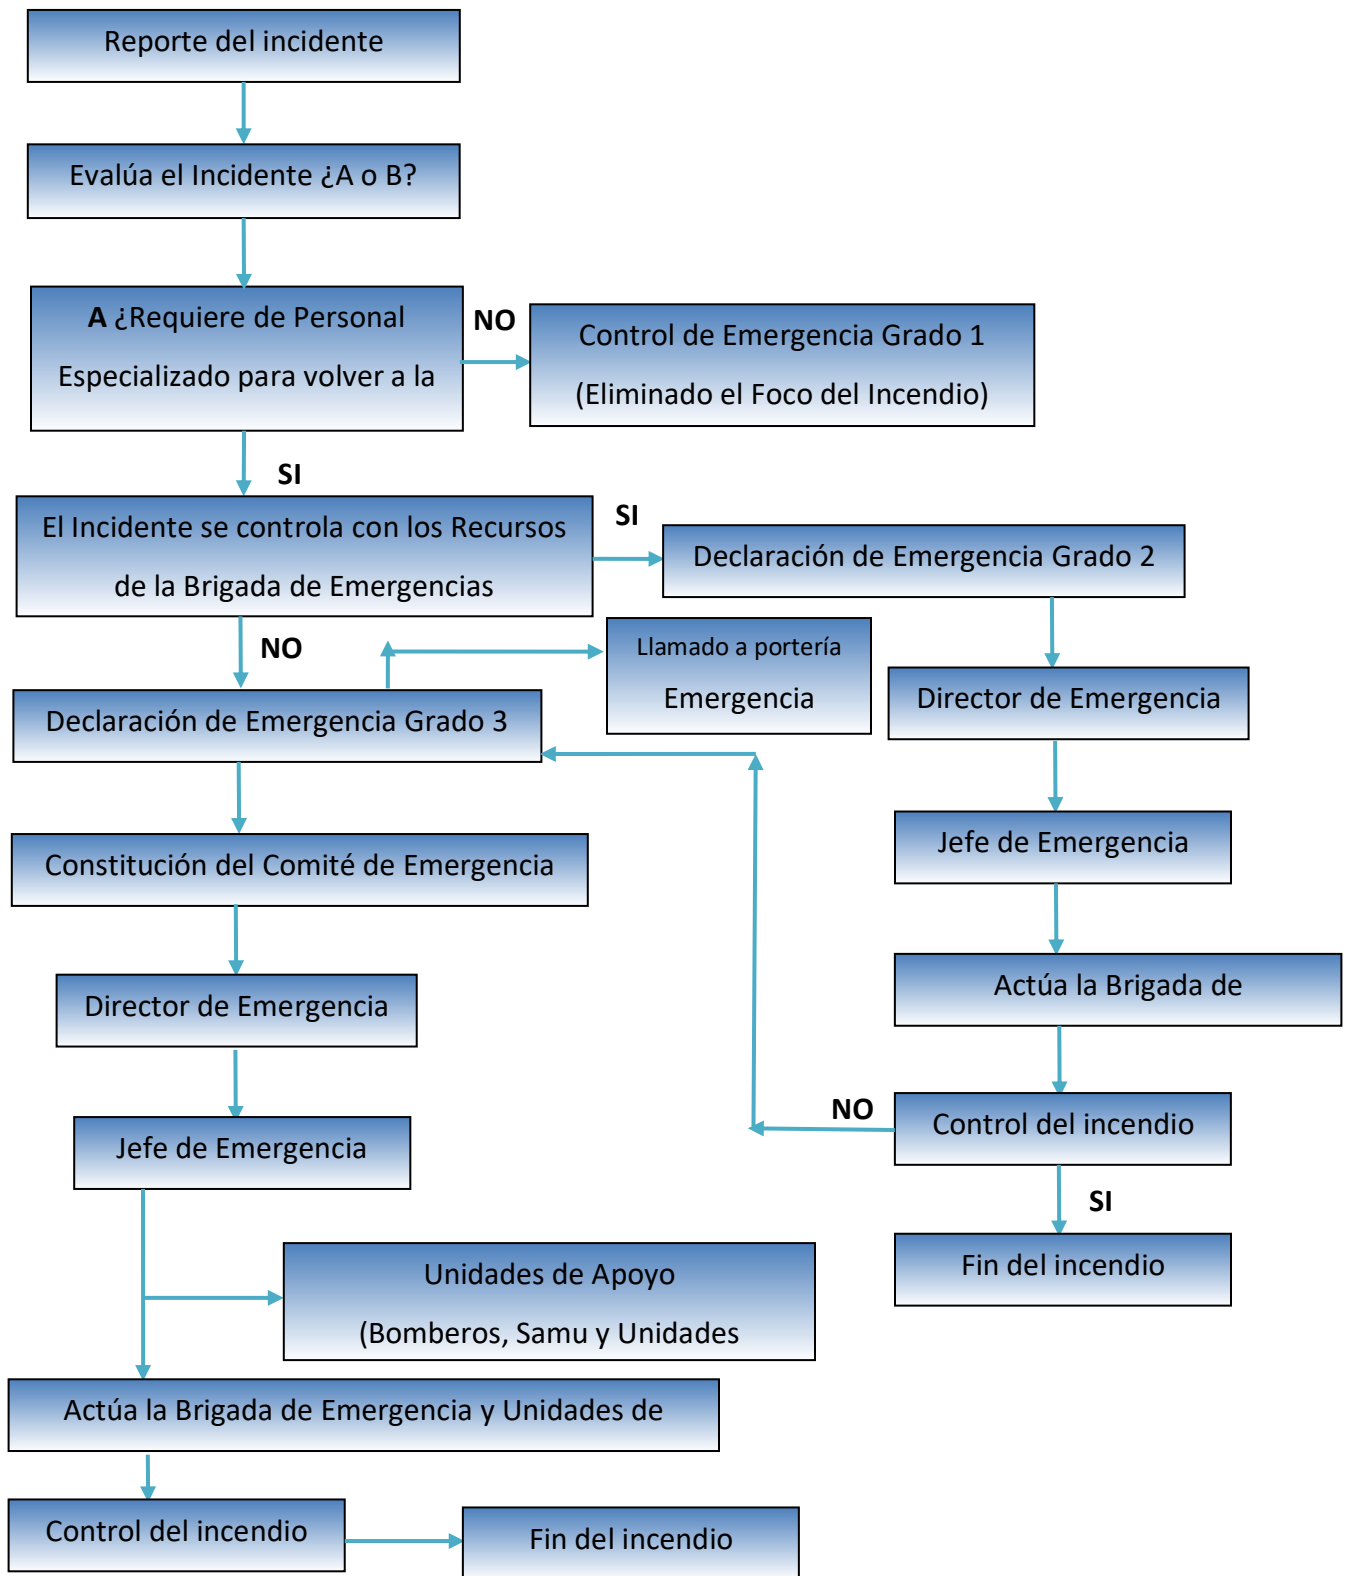 Reporte del incidente
Evalúa el Incidente ¿A o B?
A ¿Requiere de Personal
Especializado para volver a la
NO
Control de Emergencia Grado 1
(Eliminado el Foco del Incendio)
SI
El Incidente se controla con los Recursos
de la Brigada de Emergencias
SI
Declaración de Emergencia Grado 2
NO
Llamado a portería
Emergencia
Director de Emergencia
Declaración de Emergencia Grado 3
Jefe de Emergencia
Constitución del Comité de Emergencia
Actúa la Brigada de
Director de Emergencia
NO
Control del incendio
Jefe de Emergencia
SI
Fin del incendio
Unidades de Apoyo
(Bomberos, Samu y Unidades
Actúa la Brigada de Emergencia y Unidades de
Control del incendio
Fin del incendio